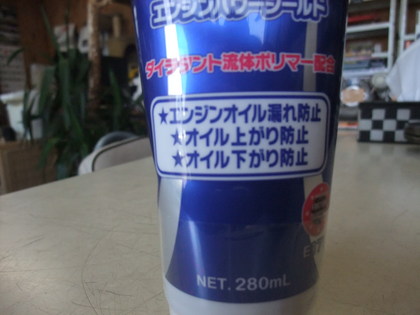 エンジンパワーシールド
ダイラタント流体ポリマー配合
★エンジンオイル漏れ防止
★オイル上がり防止
★オイル下がり防止
NET. 280mL